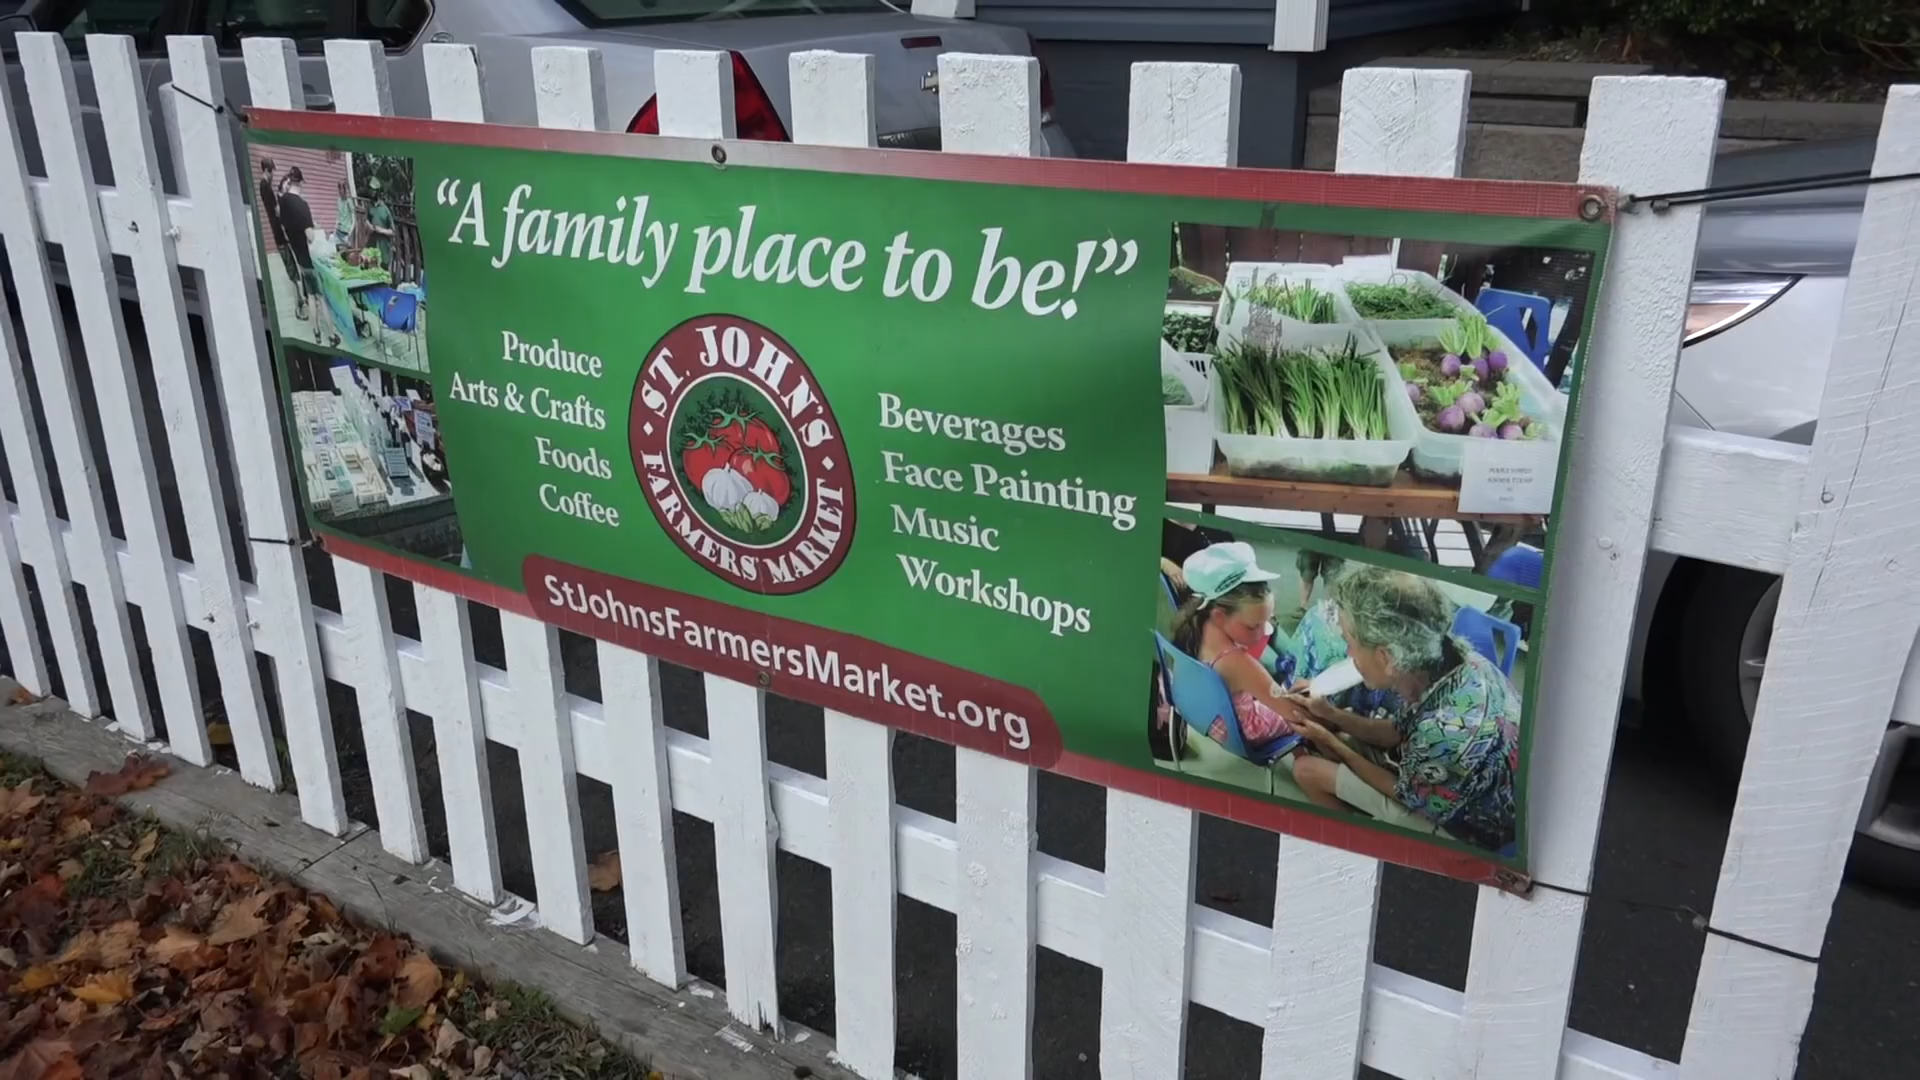 “A family place to be!”
Produce
Arts & Crafts
Foods
Coffee
· ST. JOHN'S ·
FARMERS' MARKET
Beverages
Face Painting
Music
Workshops
StJohnsFarmersMarket.org